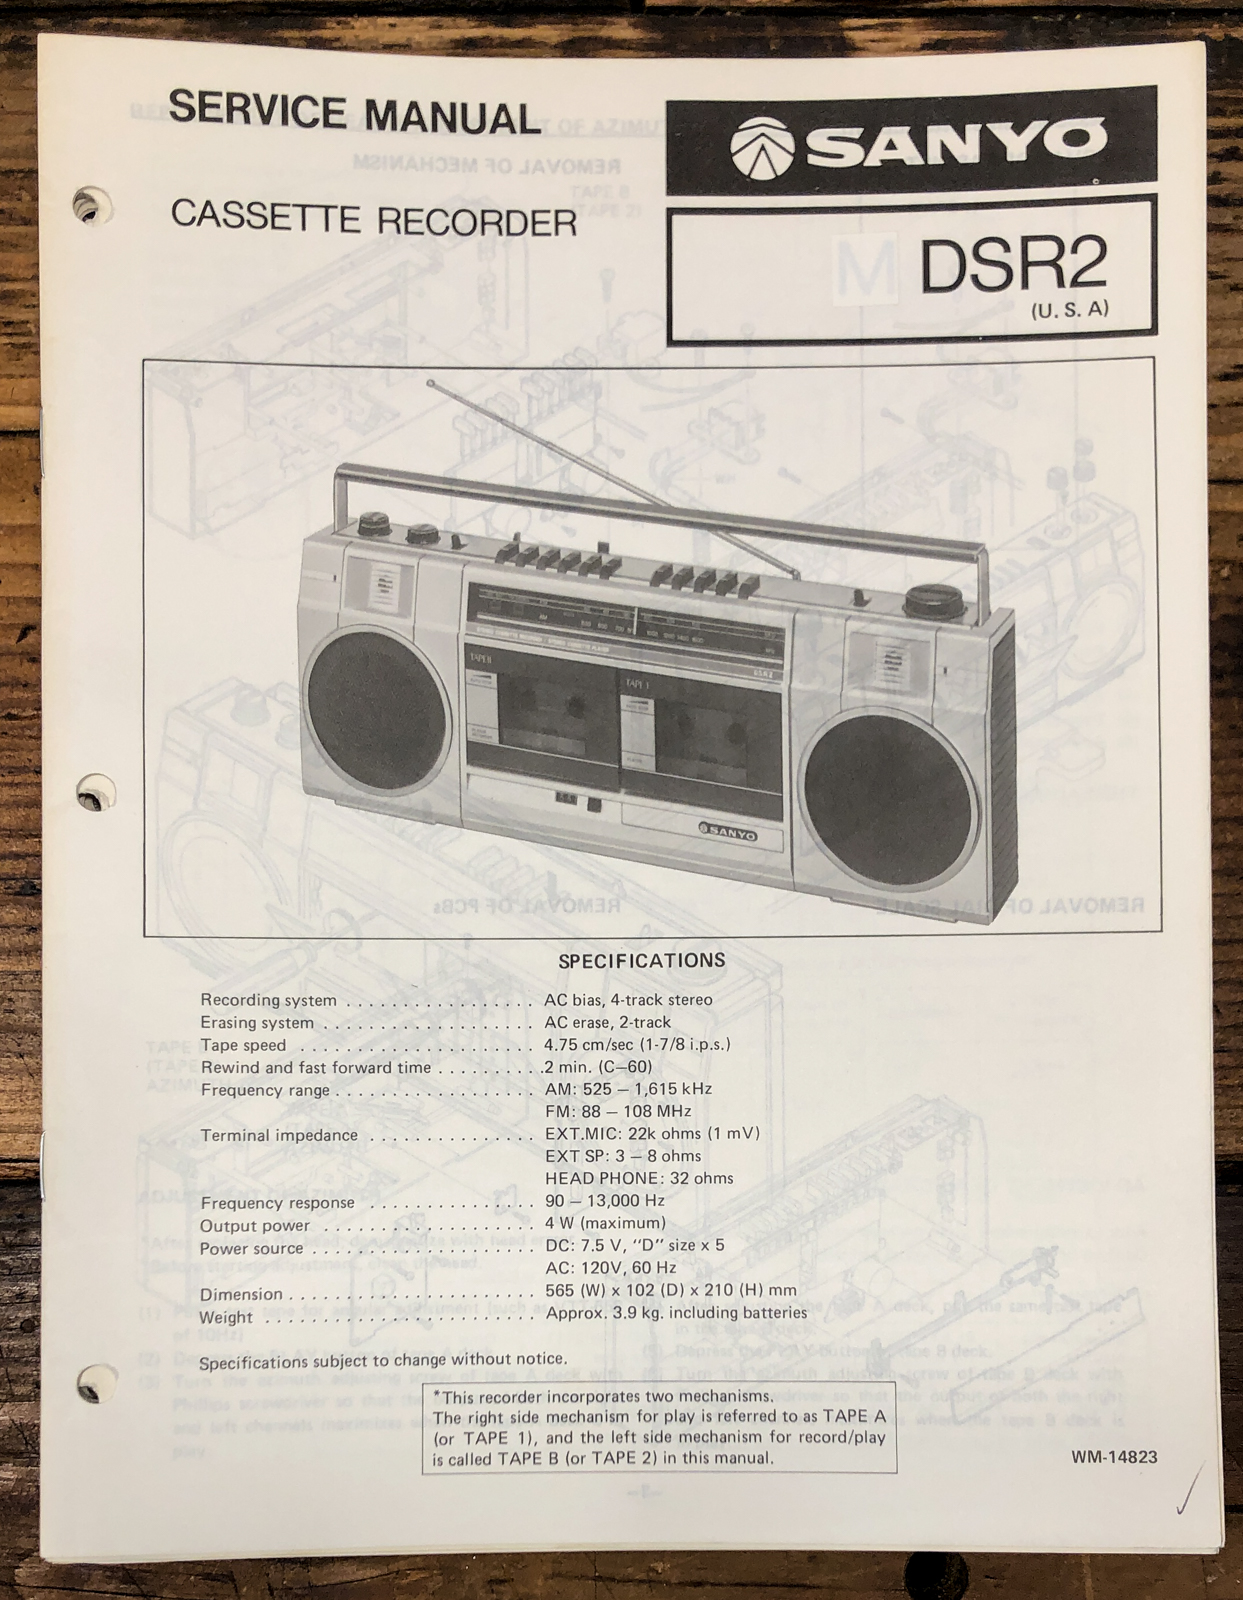 SERVICE MANUAL
SANYO
CASSETTE RECORDER
M DSR2
(U. S. A)
TAPE II
TAPE 1
DSR2
SANYO
SPECIFICATIONS
Recording system . . . . . . . . . . . . . . . . . AC bias, 4-track stereo
Erasing system . . . . . . . . . . . . . . . . . . . AC erase, 2-track
Tape speed . . . . . . . . . . . . . . . . . . . . . 4.75 cm/sec (1-7/8 i.p.s.)
Rewind and fast forward time . . . . . . . . . .2 min. (C–60)
Frequency range . . . . . . . . . . . . . . . . . . AM: 525 – 1,615 kHz
FM: 88 – 108 MHz
Terminal impedance . . . . . . . . . . . . . . . EXT.MIC: 22k ohms (1 mV)
EXT SP: 3 – 8 ohms
HEAD PHONE: 32 ohms
Frequency response . . . . . . . . . . . . . . . 90 – 13,000 Hz
Output power . . . . . . . . . . . . . . . . . . . 4 W (maximum)
Power source . . . . . . . . . . . . . . . . . . . . DC: 7.5 V, “D” size x 5
AC: 120V, 60 Hz
Dimension . . . . . . . . . . . . . . . . . . . . . . 565 (W) x 102 (D) x 210 (H) mm
Weight . . . . . . . . . . . . . . . . . . . . . . . . Approx. 3.9 kg. including batteries
Specifications subject to change without notice.
*This recorder incorporates two mechanisms.
The right side mechanism for play is referred to as TAPE A
(or TAPE 1), and the left side mechanism for record/play
is called TAPE B (or TAPE 2) in this manual.
WM-14823